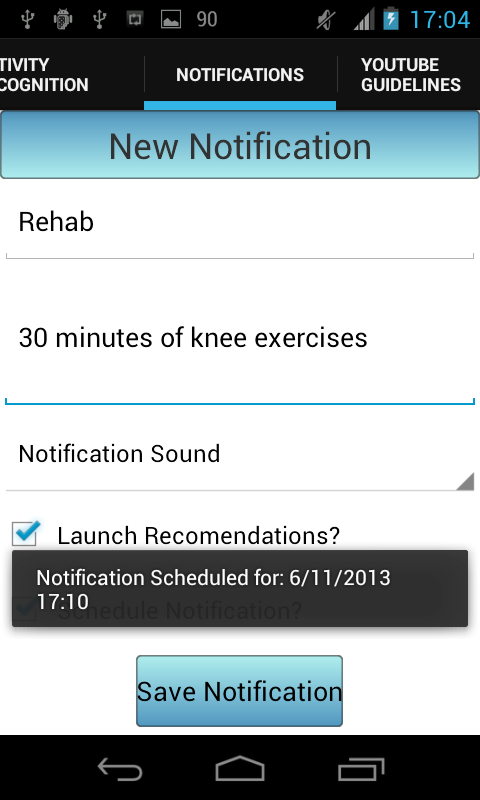 90
17:04
TIVITY
COGNITION
NOTIFICATIONS
YOUTUBE
GUIDELINES
New Notification
Rehab
30 minutes of knee exercises
Notification Sound
Launch Recomendations?
Notification Scheduled for: 6/11/2013
17:10
Schedule Notification?
Save Notification